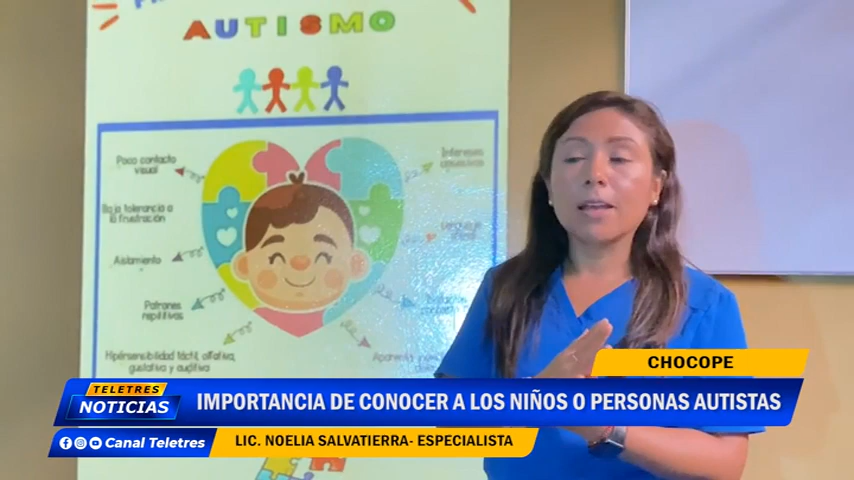 AUTISMO
Poco contacto
visual
Baja tolerancia a
la frustración
Aislamiento
Patrones
repititivos
Hipersensibilidad táctil, olfativa,
gustativa y auditiva
Intereses
CHOCOPE
TELETRES
NOTICIAS
IMPORTANCIA DE CONOCER A LOS NIÑOS O PERSONAS AUTISTAS
Canal Teletres
LIC. NOELIA SALVATIERRA- ESPECIALISTA